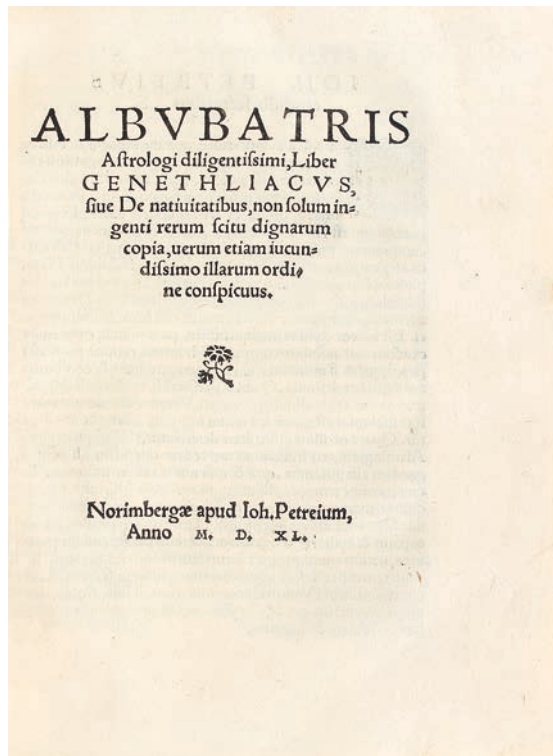 ALBVBATRIS
Aſtrologi diligentiſsimi, Liber
GENETHLIACVS,
ſiue De natiuitatibus, non ſolum in=
genti rerum ſcitu dignarum
copia, uerum etiam iucun=
diſsimo illarum ordi=
ne conſpicuus.
Norimbergæ apud Ioh. Petreium,
Anno M. D. XL.